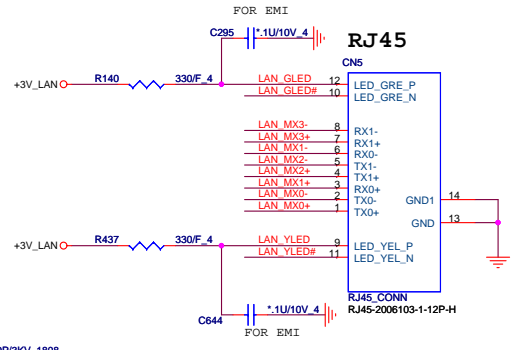 FOR EMI
C295 *.1U/10V_4
RJ45
CN5
+3V_LAN R140 330/F_4 LAN_GLED 12 LED_GRE_P
LAN_GLED# 10 LED_GRE_N
LAN_MX3- 8 RX1-
LAN_MX3+ 7 RX1+
LAN_MX1- 6 RX0-
LAN_MX2- 5 TX1-
LAN_MX2+ 4 TX1+
LAN_MX1+ 3 RX0+
LAN_MX0- 2 TX0- GND1 14
LAN_MX0+ 1 TX0+
GND 13
+3V_LAN R437 330/F_4 LAN_YLED 9 LED_YEL_P
LAN_YLED# 11 LED_YEL_N
RJ45_CONN
C644 *.1U/10V_4 RJ45-2006103-1-12P-H
FOR EMI